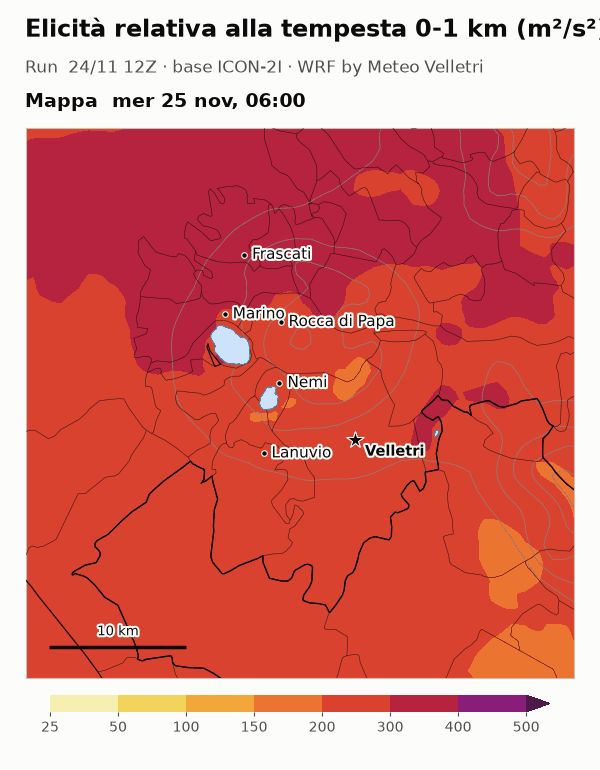 Elicità relativa alla tempesta 0-1 km (m²/s²)
Run  24/11 12Z · base ICON-2I · WRF by Meteo Velletri
Mappa  mer 25 nov, 06:00
Frascati
Marino
Rocca di Papa
Nemi
Velletri
Lanuvio
10 km
25 50 100 150 200 300 400 500